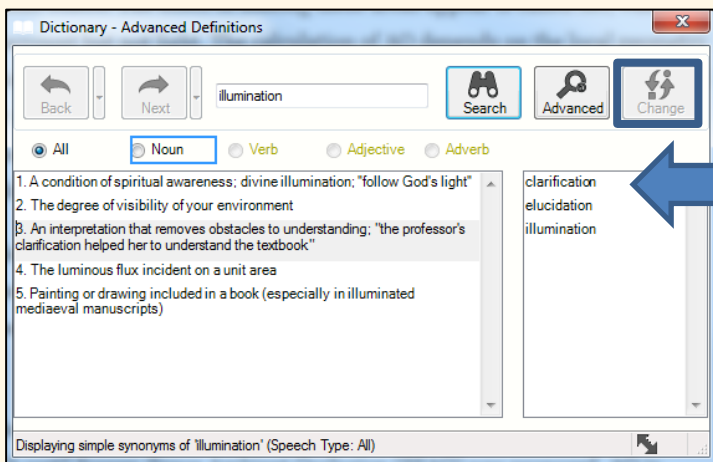 Dictionary - Advanced Definitions
Back Next illumination Search Advanced Change
All Noun Verb Adjective Adverb
1. A condition of spiritual awareness; divine illumination; "follow God's light"
2. The degree of visibility of your environment
3. An interpretation that removes obstacles to understanding; "the professor's
clarification helped her to understand the textbook"
4. The luminous flux incident on a unit area
5. Painting or drawing included in a book (especially in illuminated
mediaeval manuscripts)
clarification
elucidation
illumination
Displaying simple synonyms of 'illumination' (Speech Type: All)